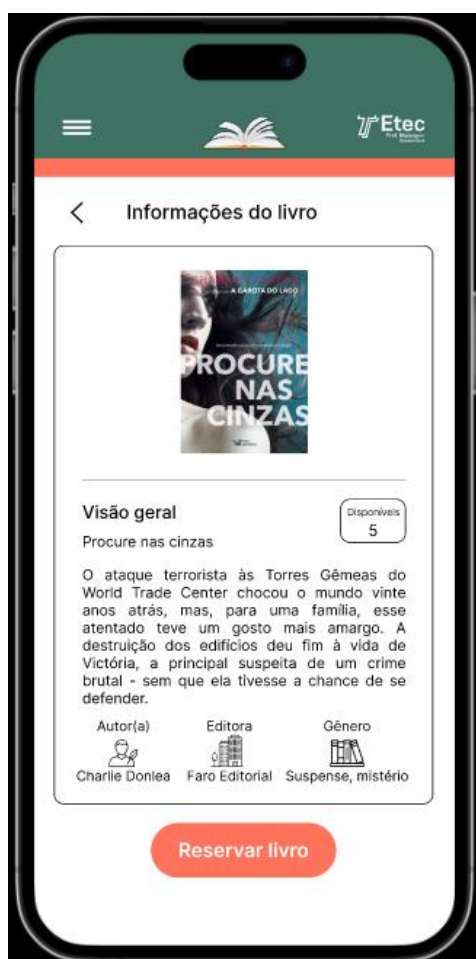 Etec
Informações do livro
A GAROTA DO LAGO
PROCURE
NAS
CINZAS
Visão geral
Disponíveis
5
Procure nas cinzas
O ataque terrorista às Torres Gêmeas do
World Trade Center chocou o mundo vinte
anos atrás, mas, para uma família, esse
atentado teve um gosto mais amargo. A
destruição dos edifícios deu fim à vida de
Victória, a principal suspeita de um crime
brutal - sem que ela tivesse a chance de se
defender.
Autor(a) Editora Gênero
Charlie Donlea Faro Editorial Suspense, mistério
Reservar livro